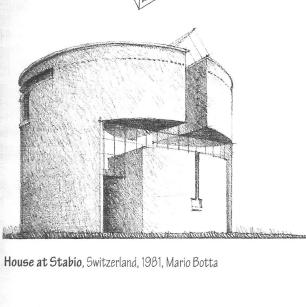 House at Stabio, Switzerland, 1981, Mario Botta